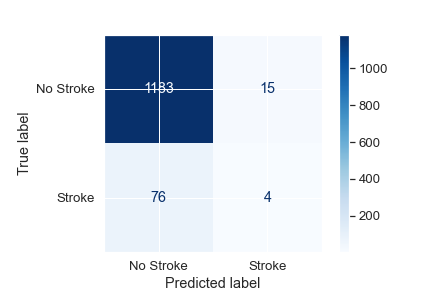 No Stroke 1183 15
Stroke 76 4
No Stroke Stroke
Predicted label
True label
1000
800
600
400
200